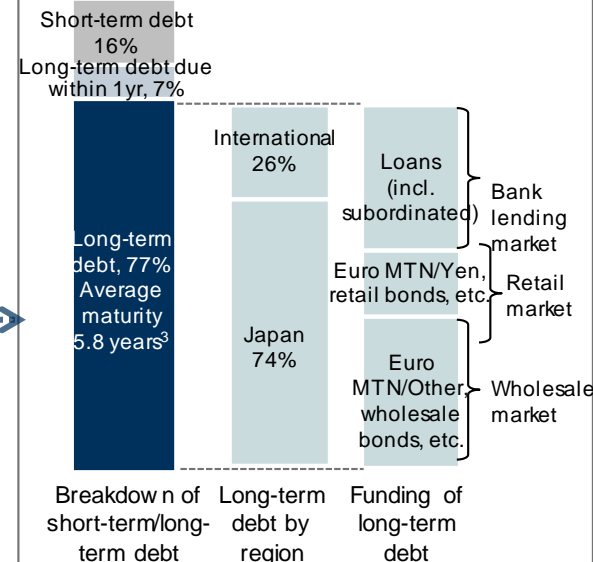 Short-term debt
16%
Long-term debt due
within 1yr, 7%
Long-term
debt, 77%
Average
maturity
5.8 years³
International
26%
Japan
74%
Loans
(incl.
subordinated)
Euro MTN/Yen,
retail bonds, etc.
Euro
MTN/Other,
wholesale
bonds, etc.
Bank
lending
market
Retail
market
Wholesale
market
Breakdown of
short-term/long-
term debt
Long-term
debt by
region
Funding of
long-term
debt